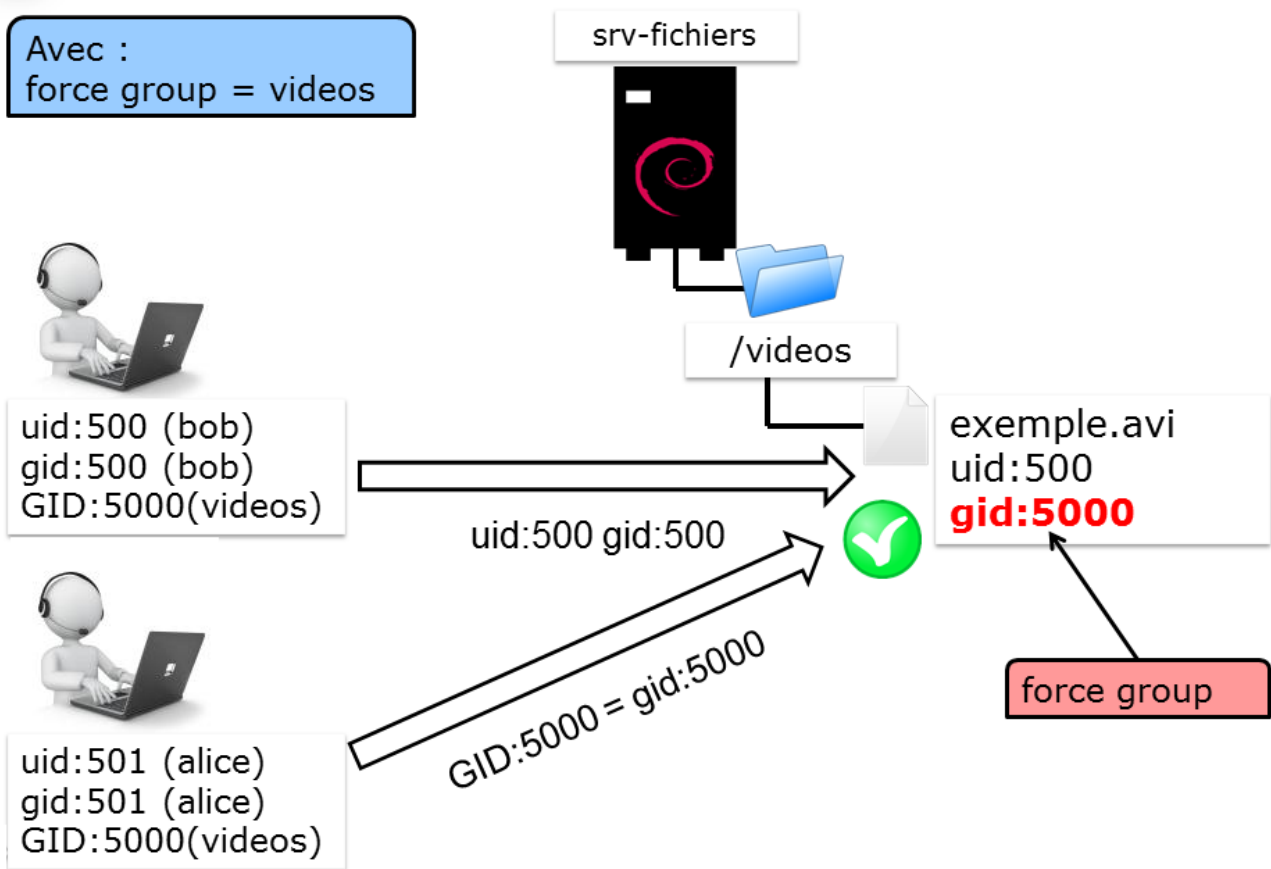 Avec :
force group = videos
srv-fichiers
/videos
uid:500 (bob)
gid:500 (bob)
GID:5000(videos)
uid:500 gid:500
exemple.avi
uid:500
gid:5000
uid:501 (alice)
gid:501 (alice)
GID:5000(videos)
GID:5000 = gid:5000
force group